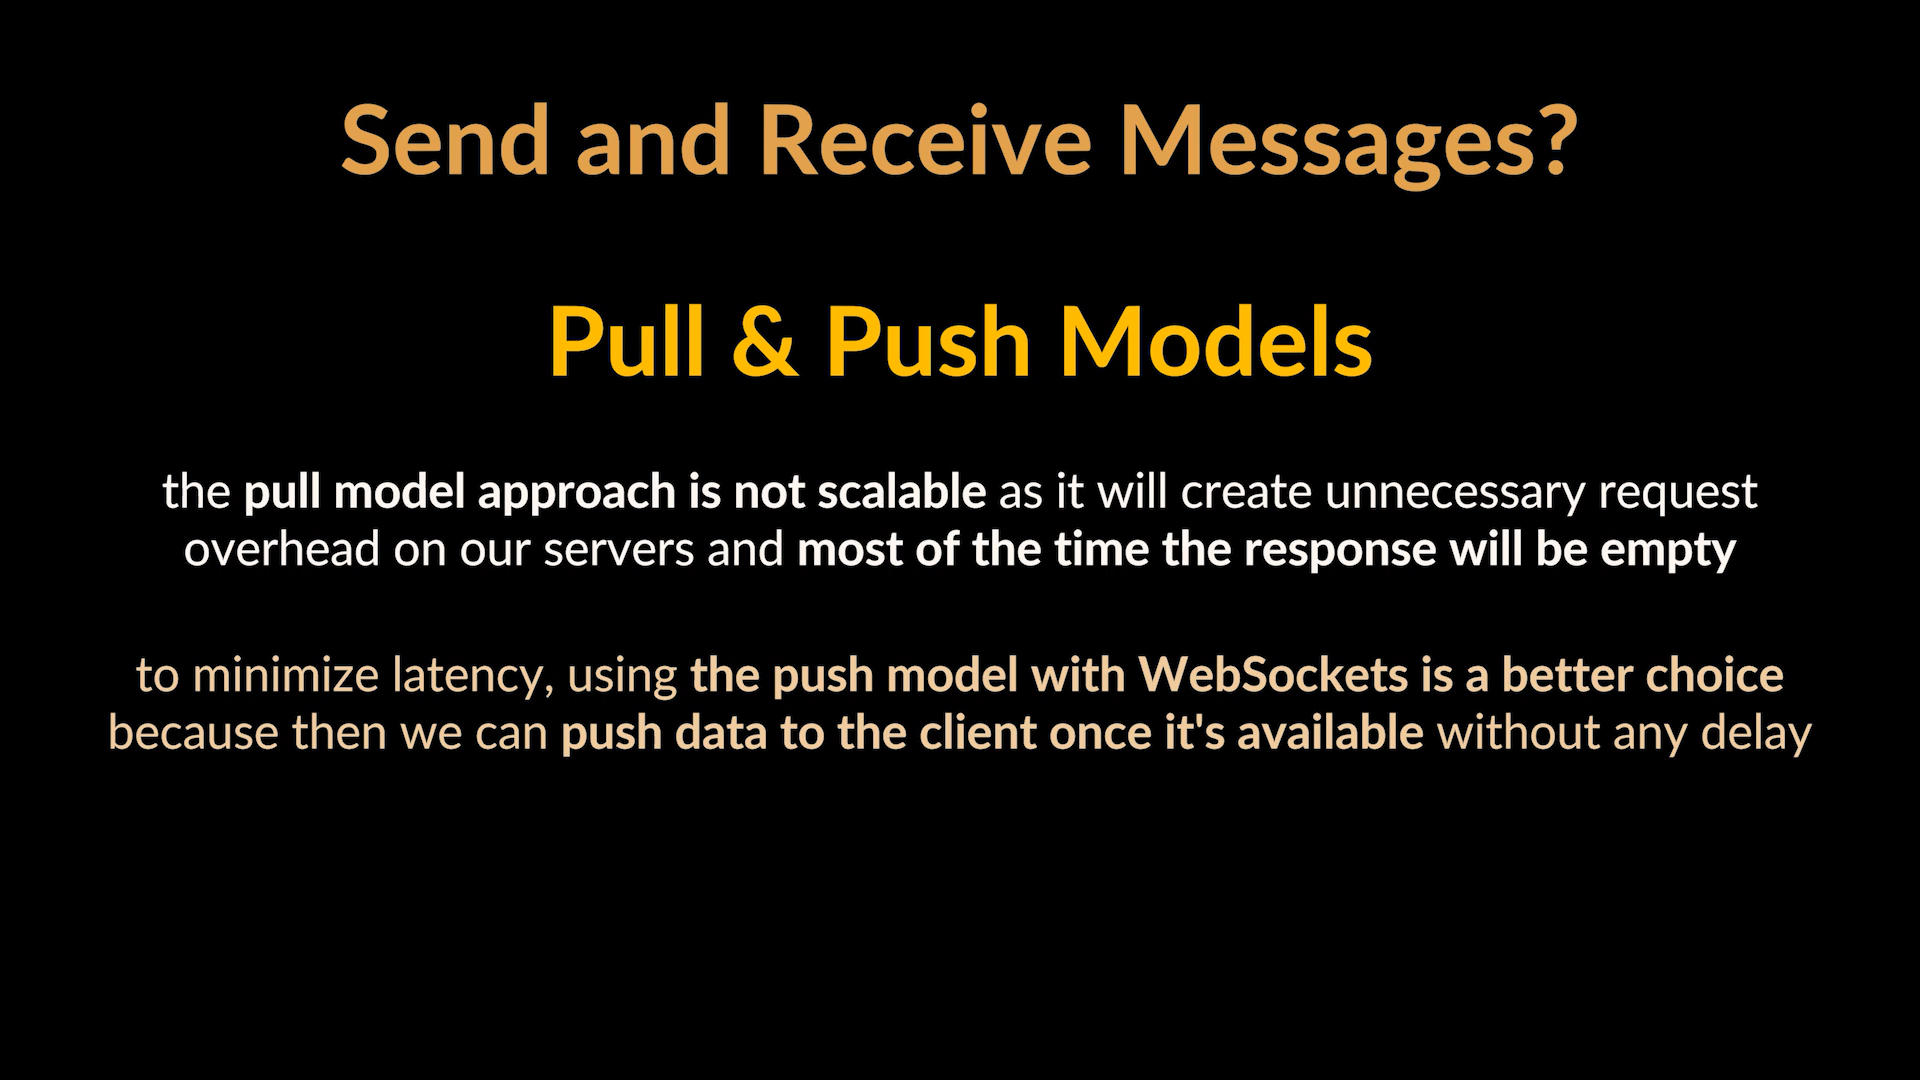 Send and Receive Messages?
Pull & Push Models
the pull model approach is not scalable as it will create unnecessary request
overhead on our servers and most of the time the response will be empty
to minimize latency, using the push model with WebSockets is a better choice
because then we can push data to the client once it's available without any delay